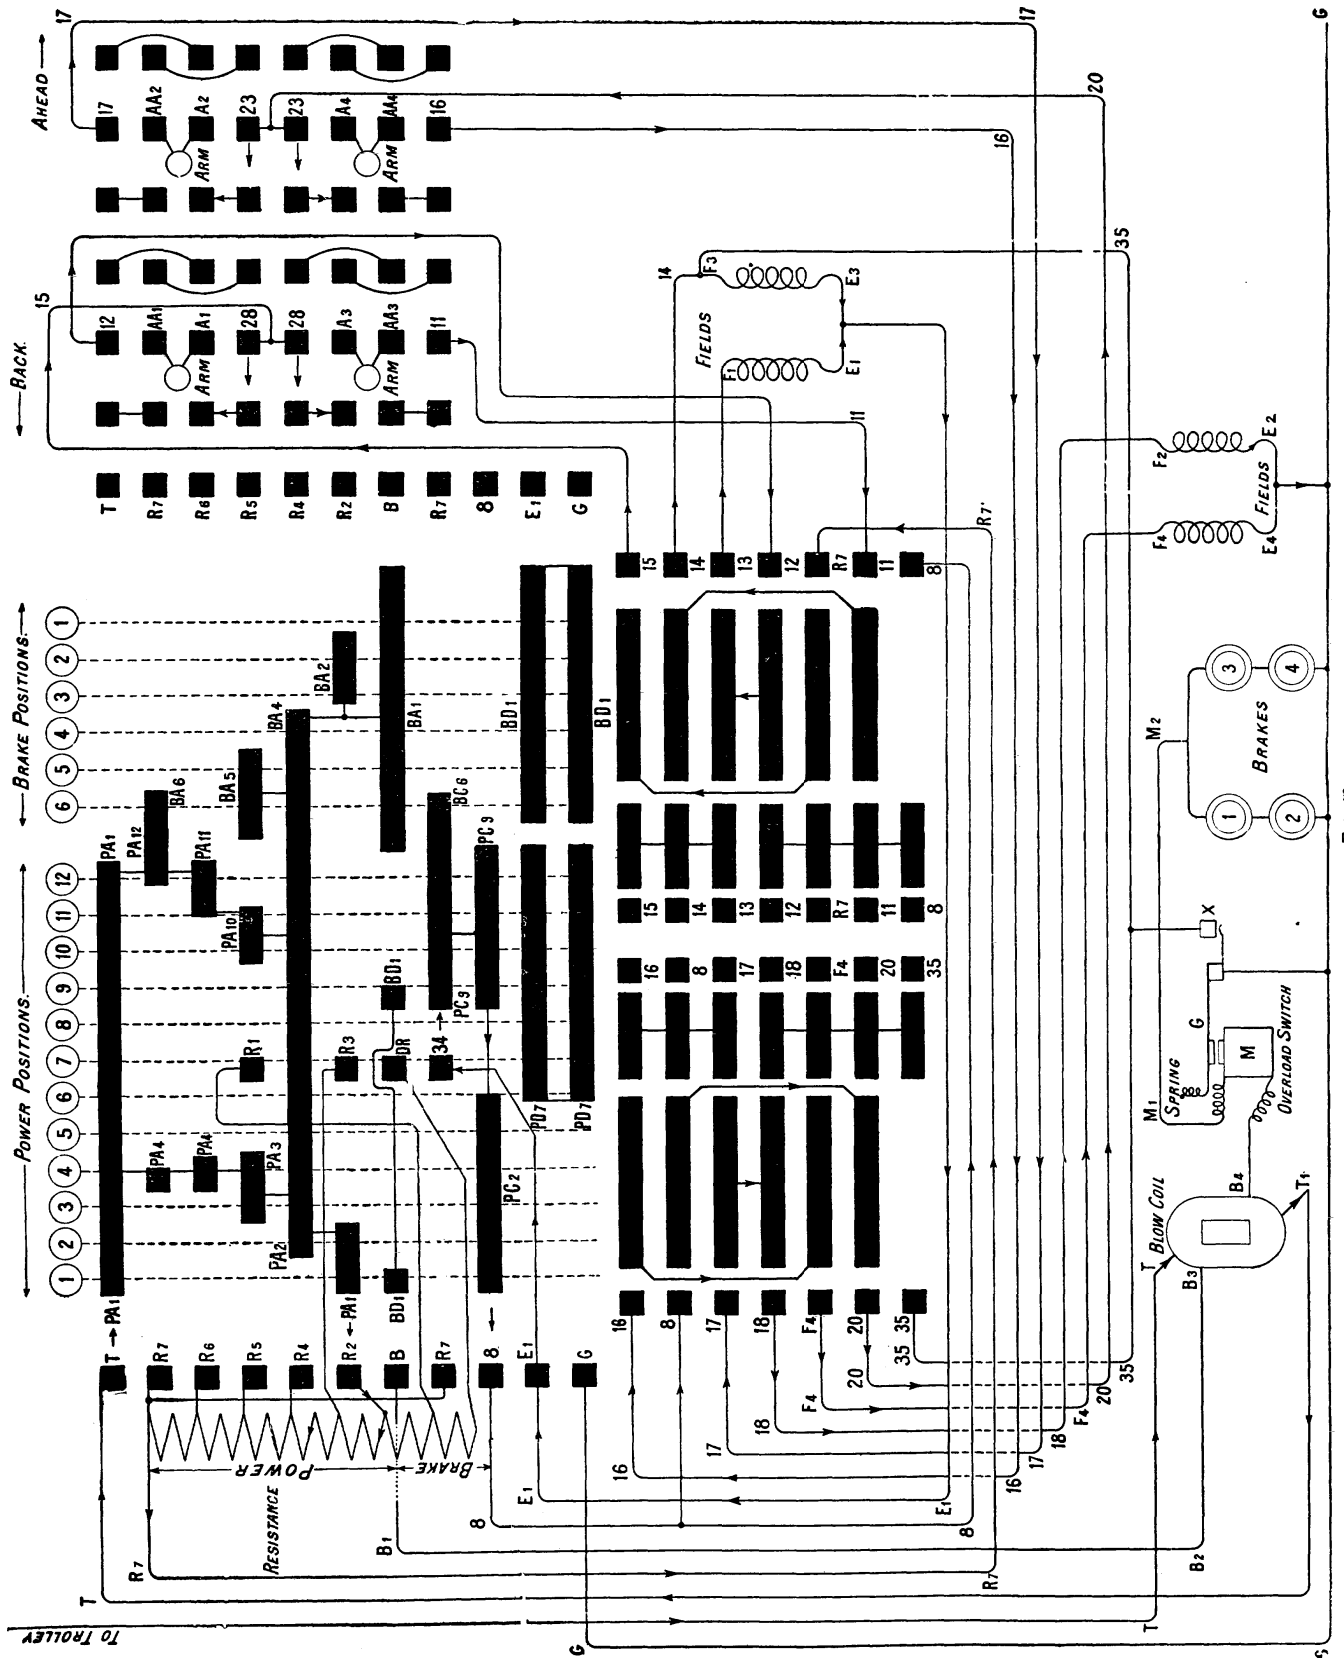 17
AHEAD
17
AA2
A2
23
23
A4
AA4
16
ARM
ARM
17
20
16
G
15
BACK.
12
AA1
A1
28
28
A3
AA3
11
ARM
ARM
14
F3
35
FIELDS
F1
E3
E1
11
T
R7
R6
R5
R4
R2
B
R7
8
E1
G
F2
E2
FIELDS
F4
E4
15
14
13
12
R7
11
8
R7
BRAKE POSITIONS.
1
2
3
4
5
6
BA2
BA4
BA1
BD1
BD1
BA5
BA6
BC6
M2
3
4
BRAKES
1
2
POWER POSITIONS.
12
11
10
9
8
7
6
5
4
3
2
1
PA1
PA12
PA11
PA10
PC9
BD1
PC9
R1
R3
DR
34
PD7
PD7
PA4
PA4
PA3
PC2
PA2
15
14
13
12
R7
11
8
16
8
17
18
F4
20
35
X
G
M
SPRING
OVERLOAD SWITCH
M1
T
PA1
PA1
BD1
R7
R6
R5
R4
R2
B
R7
8
E1
G
16
8
17
18
F4
20
35
BLOW COIL
T
B4
B3
T1
POWER
BRAKE
RESISTANCE
R7
B1
8
E1
16
17
18
F4
20
35
E1
8
R7
16
17
18
F4
20
35
B2
T
TO TROLLEY
T
G
G